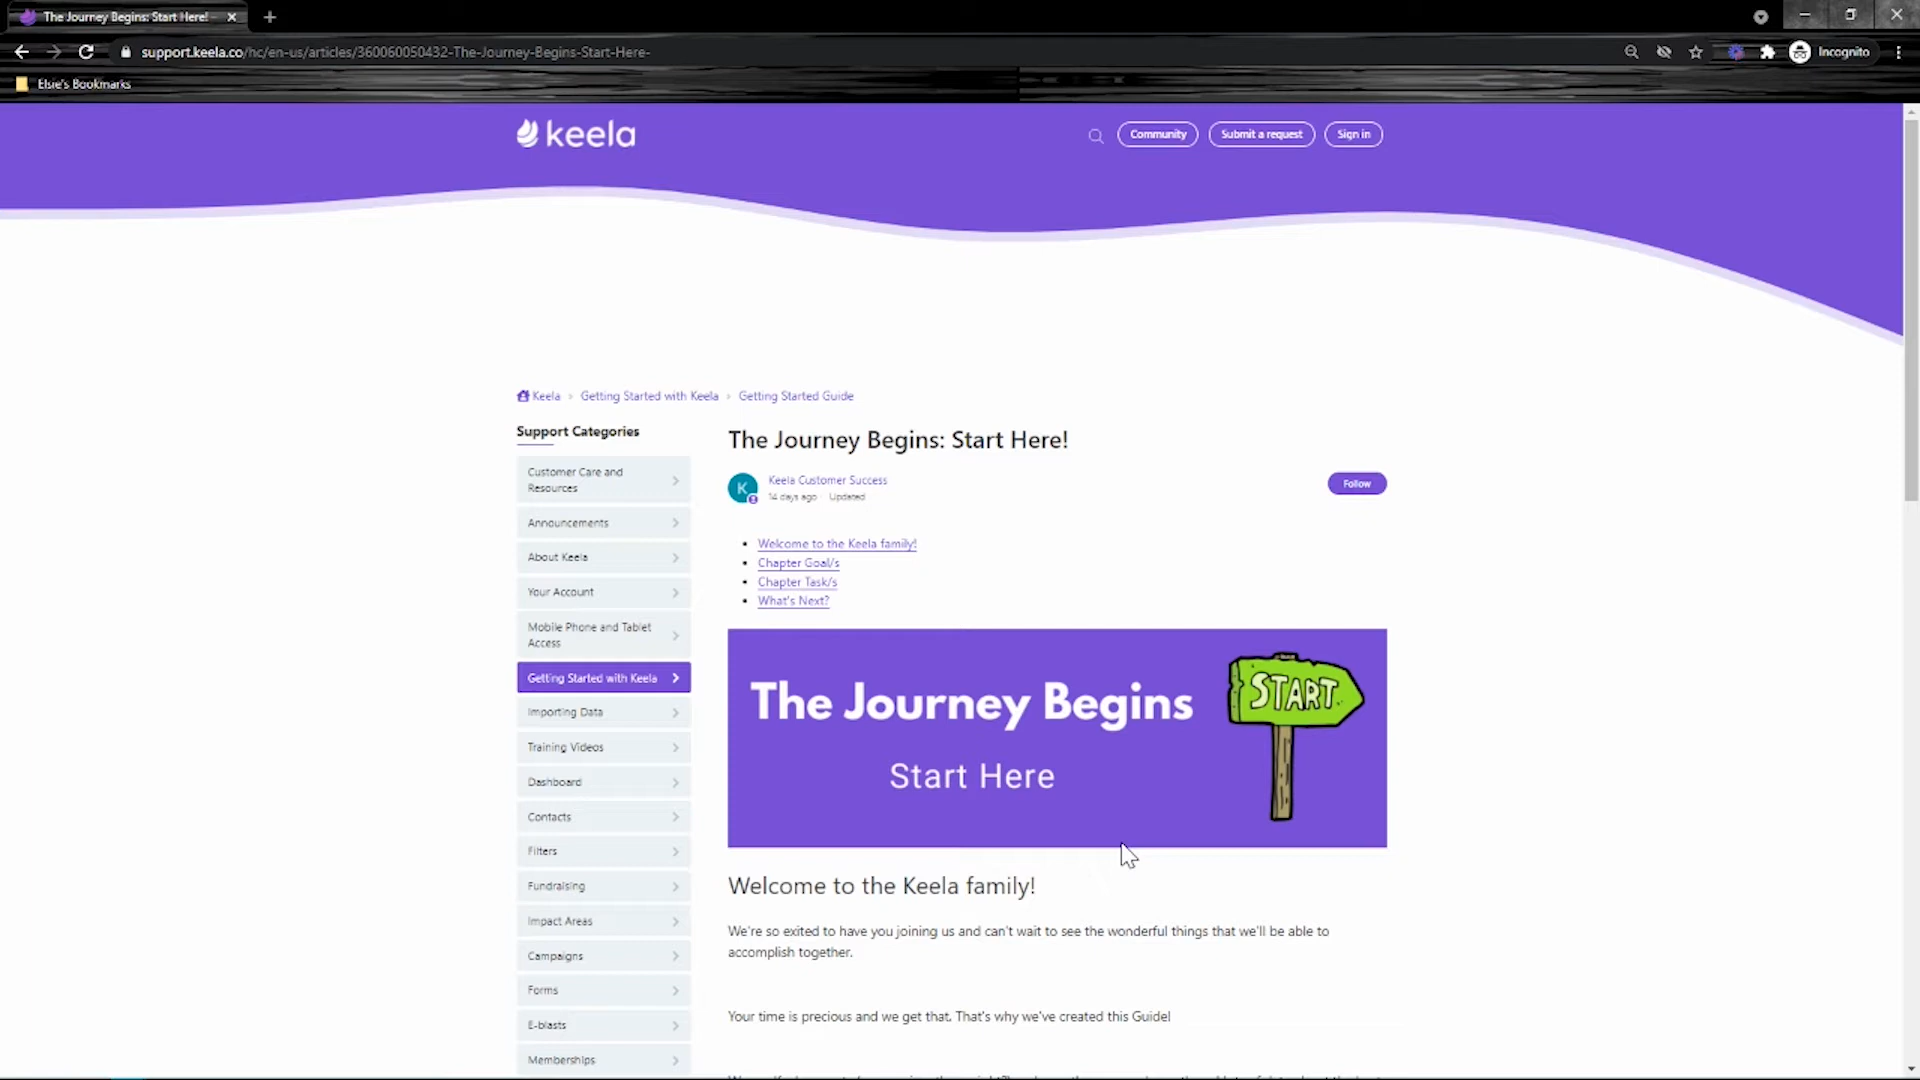 The Journey Begins: Start Here! -
support.keela.co/hc/en-us/articles/360060050432-The-Journey-Begins-Start-Here-
Incognito
Elsie's Bookmarks
keela
Community
Submit a request
Sign in
Keela
Getting Started with Keela
Getting Started Guide
Support Categories
Customer Care and
Resources
Announcements
About Keela
Your Account
Mobile Phone and Tablet
Access
Getting Started with Keela
Importing Data
Training Videos
Dashboard
Contacts
Filters
Fundraising
Impact Areas
Campaigns
Forms
E-blasts
Memberships
The Journey Begins: Start Here!
K
Keela Customer Success
14 days ago · Updated
Follow
Welcome to the Keela family!
Chapter Goal/s
Chapter Task/s
What's Next?
The Journey Begins
Start Here
START
Welcome to the Keela family!
We're so exited to have you joining us and can't wait to see the wonderful things that we'll be able to
accomplish together.
Your time is precious and we get that. That's why we've created this Guide!